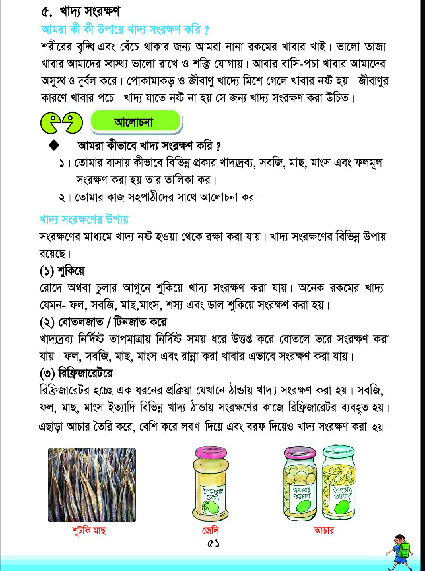 ৫. খাদ্য সংরক্ষণ
আমরা কী কী উপায়ে খাদ্য সংরক্ষণ করি ?
শরীরের বৃদ্ধি এবং বেঁচে থাকার জন্য আমরা নানা রকমের খাবার খাই। ভালো তাজা
খাবার আমাদের স্বাস্থ্য ভালো রাখে ও শক্তি যোগায়। আবার বাসি-পচা খাবার আমাদের
অসুস্থ ও দুর্বল করে। পোকামাকড় ও জীবাণু খাদ্যে মিশে গেলে খাবার নষ্ট হয়। জীবাণুর
কারণে খাবার পচে। খাদ্য যাতে নষ্ট না হয় সে জন্য খাদ্য সংরক্ষণ করা উচিত।
আলোচনা
◆ আমরা কীভাবে খাদ্য সংরক্ষণ করি ?
১। তোমার বাসায় কীভাবে বিভিন্ন প্রকার খাদ্যদ্রব্য, সবজি, মাছ, মাংস এবং ফলমূল
সংরক্ষণ করা হয় তার তালিকা কর।
২। তোমার কাজ সহপাঠীদের সাথে আলোচনা কর।
খাদ্য সংরক্ষণের উপায়
সংরক্ষণের মাধ্যমে খাদ্য নষ্ট হওয়া থেকে রক্ষা করা যায়। খাদ্য সংরক্ষণের বিভিন্ন উপায়
রয়েছে।
(১) শুকিয়ে
রোদে অথবা চুলার আগুনে শুকিয়ে খাদ্য সংরক্ষণ করা যায়। অনেক রকমের খাদ্য
যেমন- ফল, সবজি, মাছ,মাংস, শস্য এবং ডাল শুকিয়ে সংরক্ষণ করা হয়।
(২) বোতলজাত / টিনজাত করে
খাদ্যদ্রব্য নির্দিষ্ট তাপমাত্রায় নির্দিষ্ট সময় ধরে উত্তপ্ত করে বোতলে ভরে সংরক্ষণ করা
যায়। ফল, সবজি, মাছ, মাংস এবং রান্না করা খাবার এভাবে সংরক্ষণ করা যায়।
(৩) রিফ্রিজারেটরে
রিফ্রিজারেটর হচ্ছে এক ধরনের প্রক্রিয়া যেখানে ঠান্ডায় খাদ্য সংরক্ষণ করা হয়। সবজি,
ফল, মাছ, মাংস ইত্যাদি বিভিন্ন খাদ্য ঠান্ডায় সংরক্ষণের কাজে রিফ্রিজারেটর ব্যবহৃত হয়।
এছাড়া আচার তৈরি করে, বেশি করে লবণ দিয়ে এবং বরফ দিয়েও খাদ্য সংরক্ষণ করা হয়।
শুটকি মাছ জেলি আচার
৫১